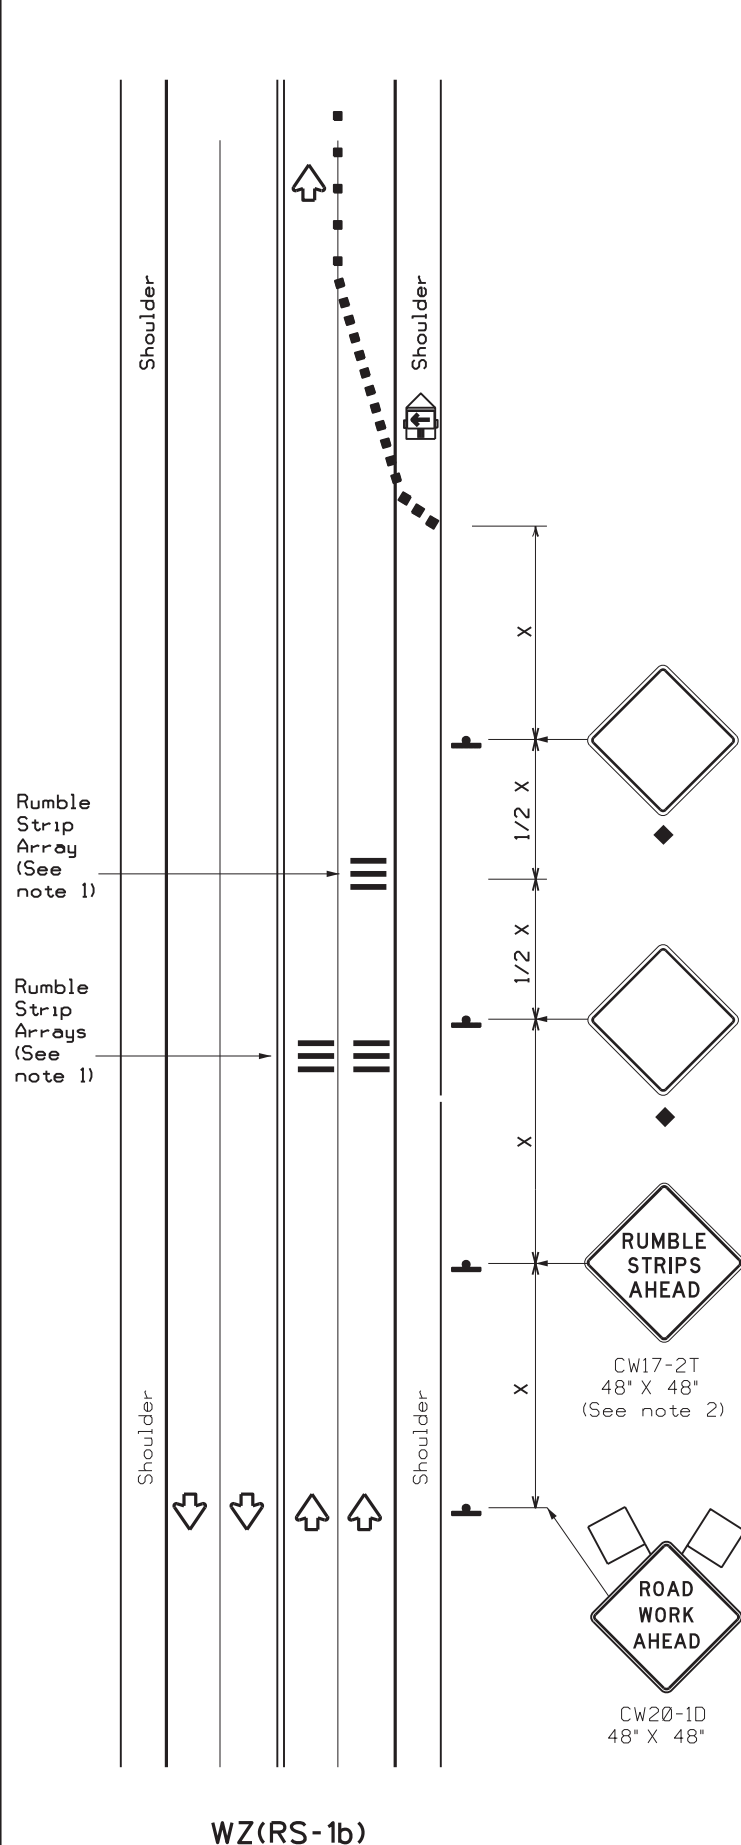 Shoulder
Shoulder
X
1/2 X
Rumble
Strip
Array
(See
note 1)
1/2 X
Rumble
Strip
Arrays
(See
note 1)
X
RUMBLE
STRIPS
AHEAD
CW17-2T
48" X 48"
(See note 2)
X
Shoulder
Shoulder
ROAD
WORK
AHEAD
CW20-1D
48" X 48"
WZ(RS-1b)